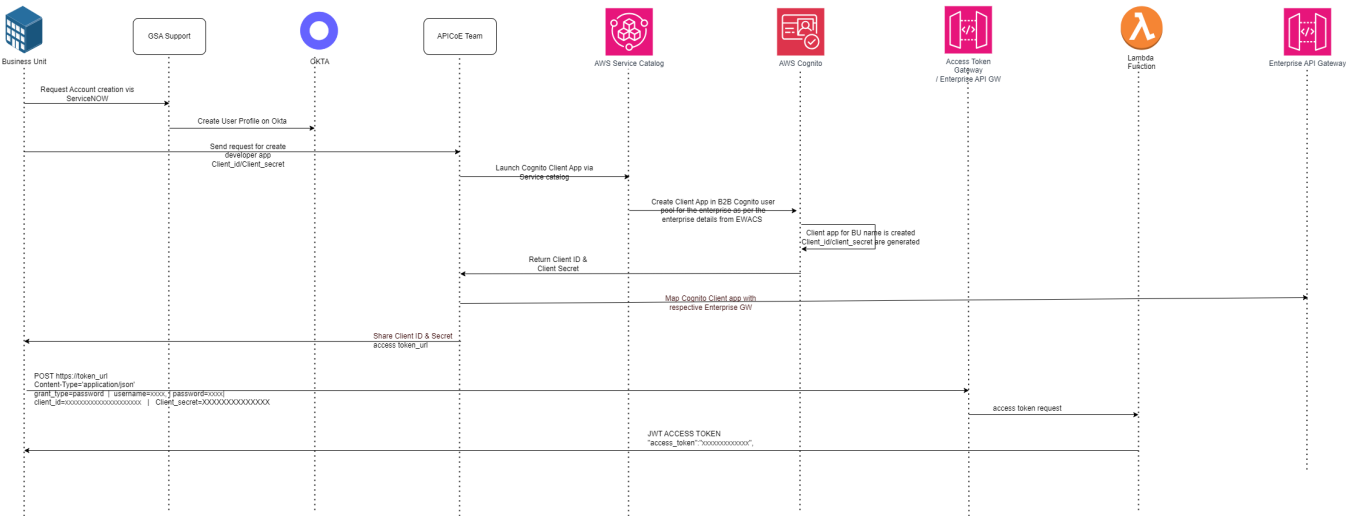 Business Unit
GSA Support
OKTA
APICoE Team
AWS Service Catalog
AWS Cognito
Access Token
Gateway
/ Enterprise API GW
Lambda
Function
Enterprise API Gateway
Request Account creation vis
ServiceNOW
Create User Profile on Okta
Send request for create
developer app
Client_id/Client_secret
Launch Cognito Client App via
Service catalog
Create Client App in B2B Cognito user
pool for the enterprise as per the
enterprise details from EWACS
Client app for BU name is created
Client_id/client_secret are generated
Return Client ID &
Client Secret
Map Cognito Client app with
respective Enterprise GW
Share Client ID & Secret
access token_url
POST https://token_url
Content-Type='application/json'
grant_type=password | username=xxxx, | password=xxxx|
client_id=xxxxxxxxxxxxxxxxxxxxx | Client_secret=XXXXXXXXXXXXXX
access token request
JWT ACCESS TOKEN
"access_token":"xxxxxxxxxxxxx",